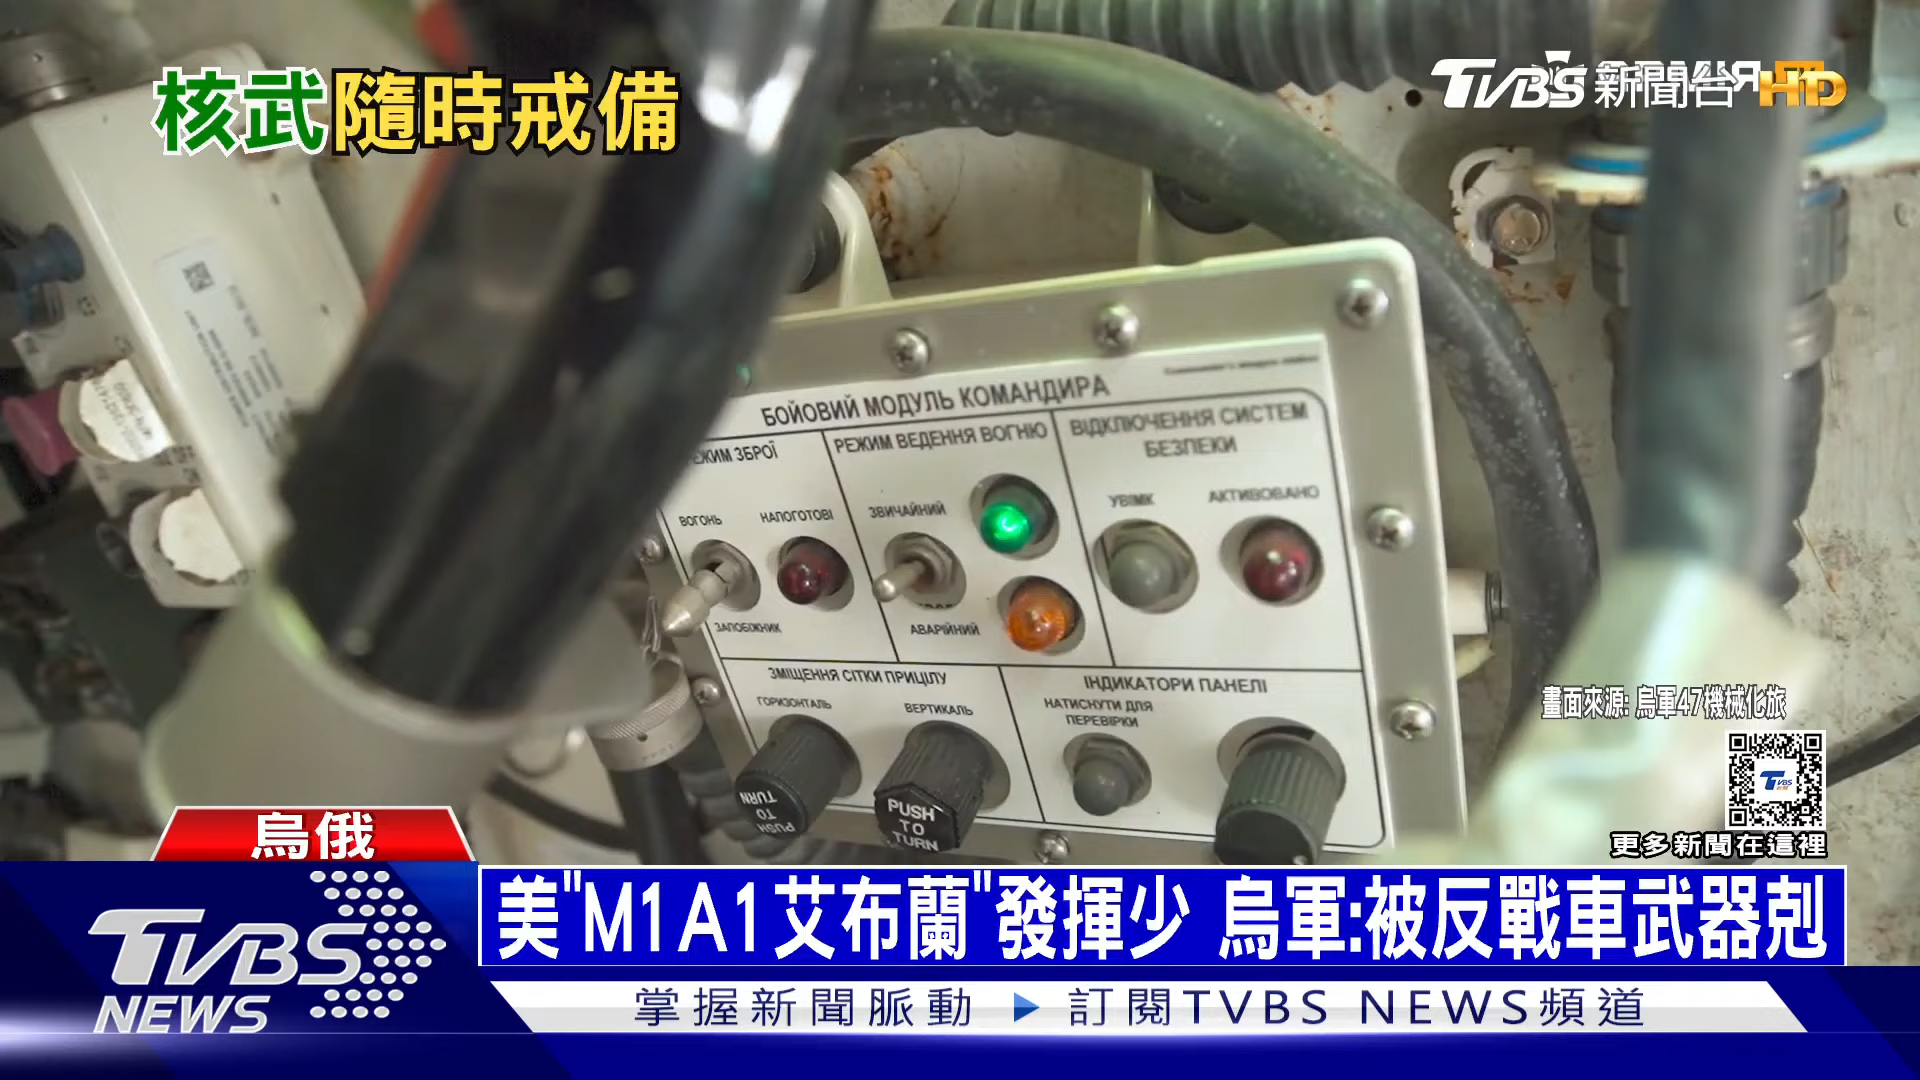 核武隨時戒備
TVBS新聞台 HD
БОЙОВИЙ МОДУЛЬ КОМАНДИРА
ЗБРОЇ
РЕЖИМ ВЕДЕННЯ ВОГНЮ
ВІДКЛЮЧЕННЯ СИСТЕМ
БЕЗПЕКИ
ВОГОНЬ
НАПОГОТОВІ
ЗВИЧАЙНИЙ
УВІМК
АКТИВОВАНО
ЗАПОБІЖНИК
АВАРІЙНИЙ
ЗМІЩЕННЯ СІТКИ ПРИЦІЛУ
ІНДИКАТОРИ ПАНЕЛІ
ГОРИЗОНТАЛЬ
ВЕРТИКАЛЬ
НАТИСНУТИ ДЛЯ
ПЕРЕВІРКИ
PUSH
TO
TURN
PUSH
TO
TURN
畫面來源: 烏軍47機械化旅
TVBS
更多新聞在這裡
烏俄
美"M1A1艾布蘭"發揮少 烏軍:被反戰車武器剋
TVBS
NEWS
掌握新聞脈動 ▶ 訂閱TVBS NEWS頻道